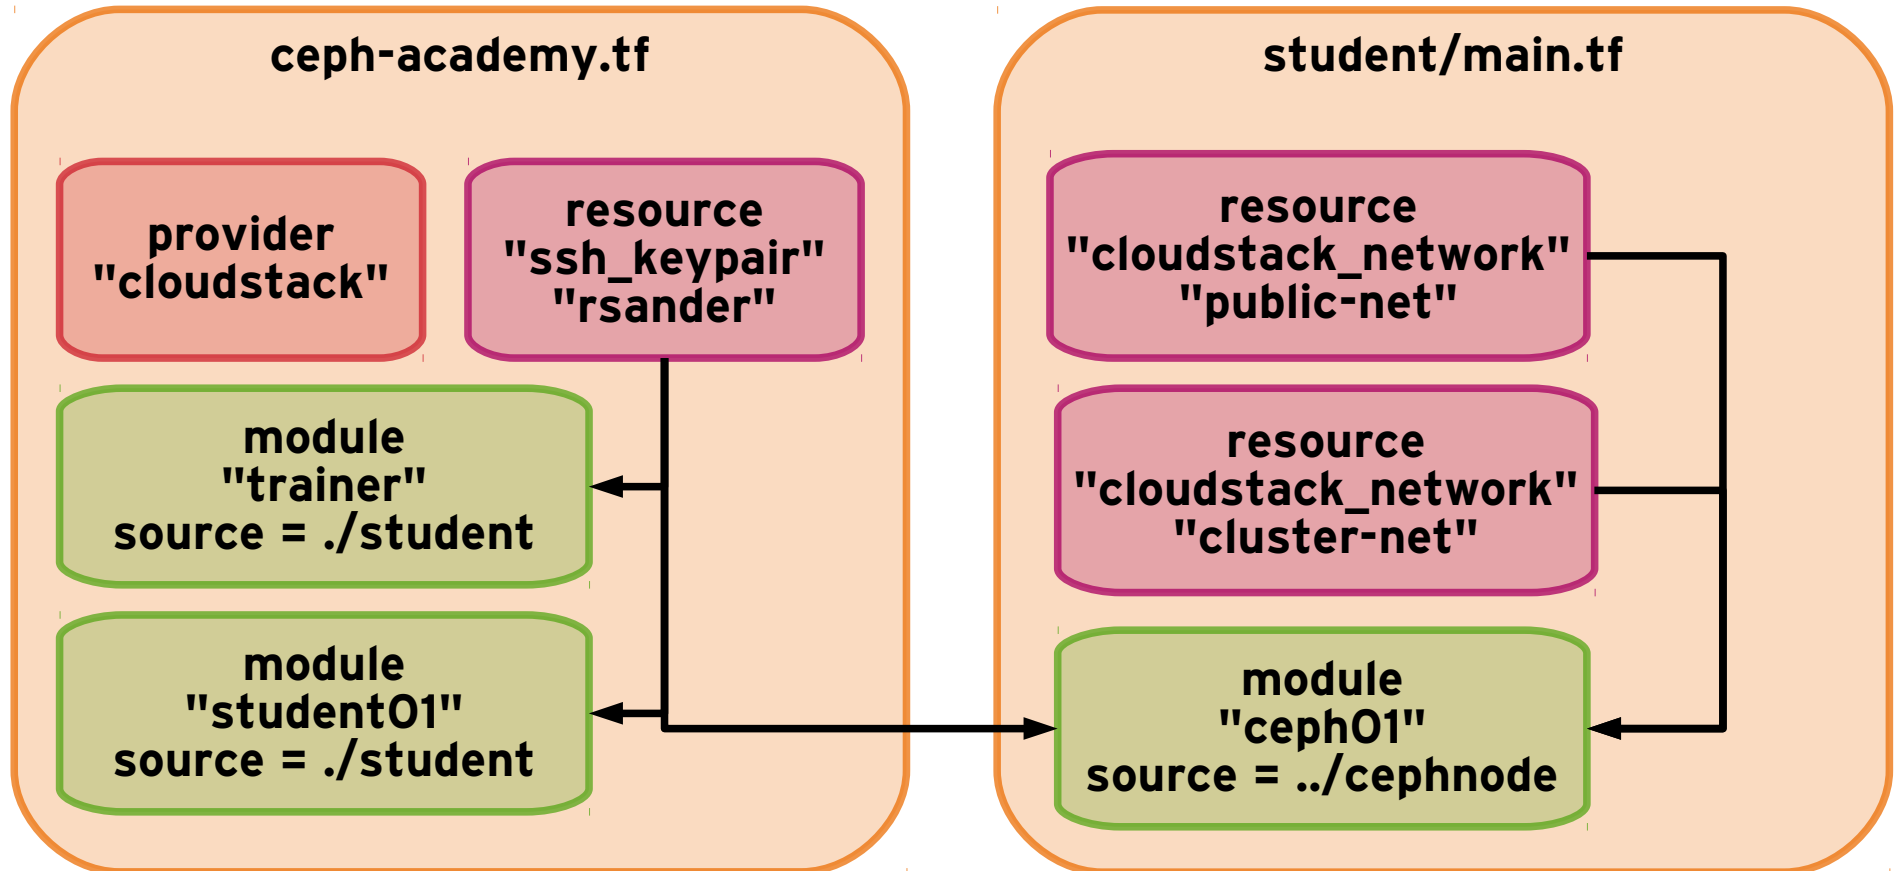 ceph-academy.tf
provider
"cloudstack"
resource
"ssh_keypair"
"rsander"
module
"trainer"
source = ./student
module
"student01"
source = ./student
student/main.tf
resource
"cloudstack_network"
"public-net"
resource
"cloudstack_network"
"cluster-net"
module
"ceph01"
source = ../cephnode